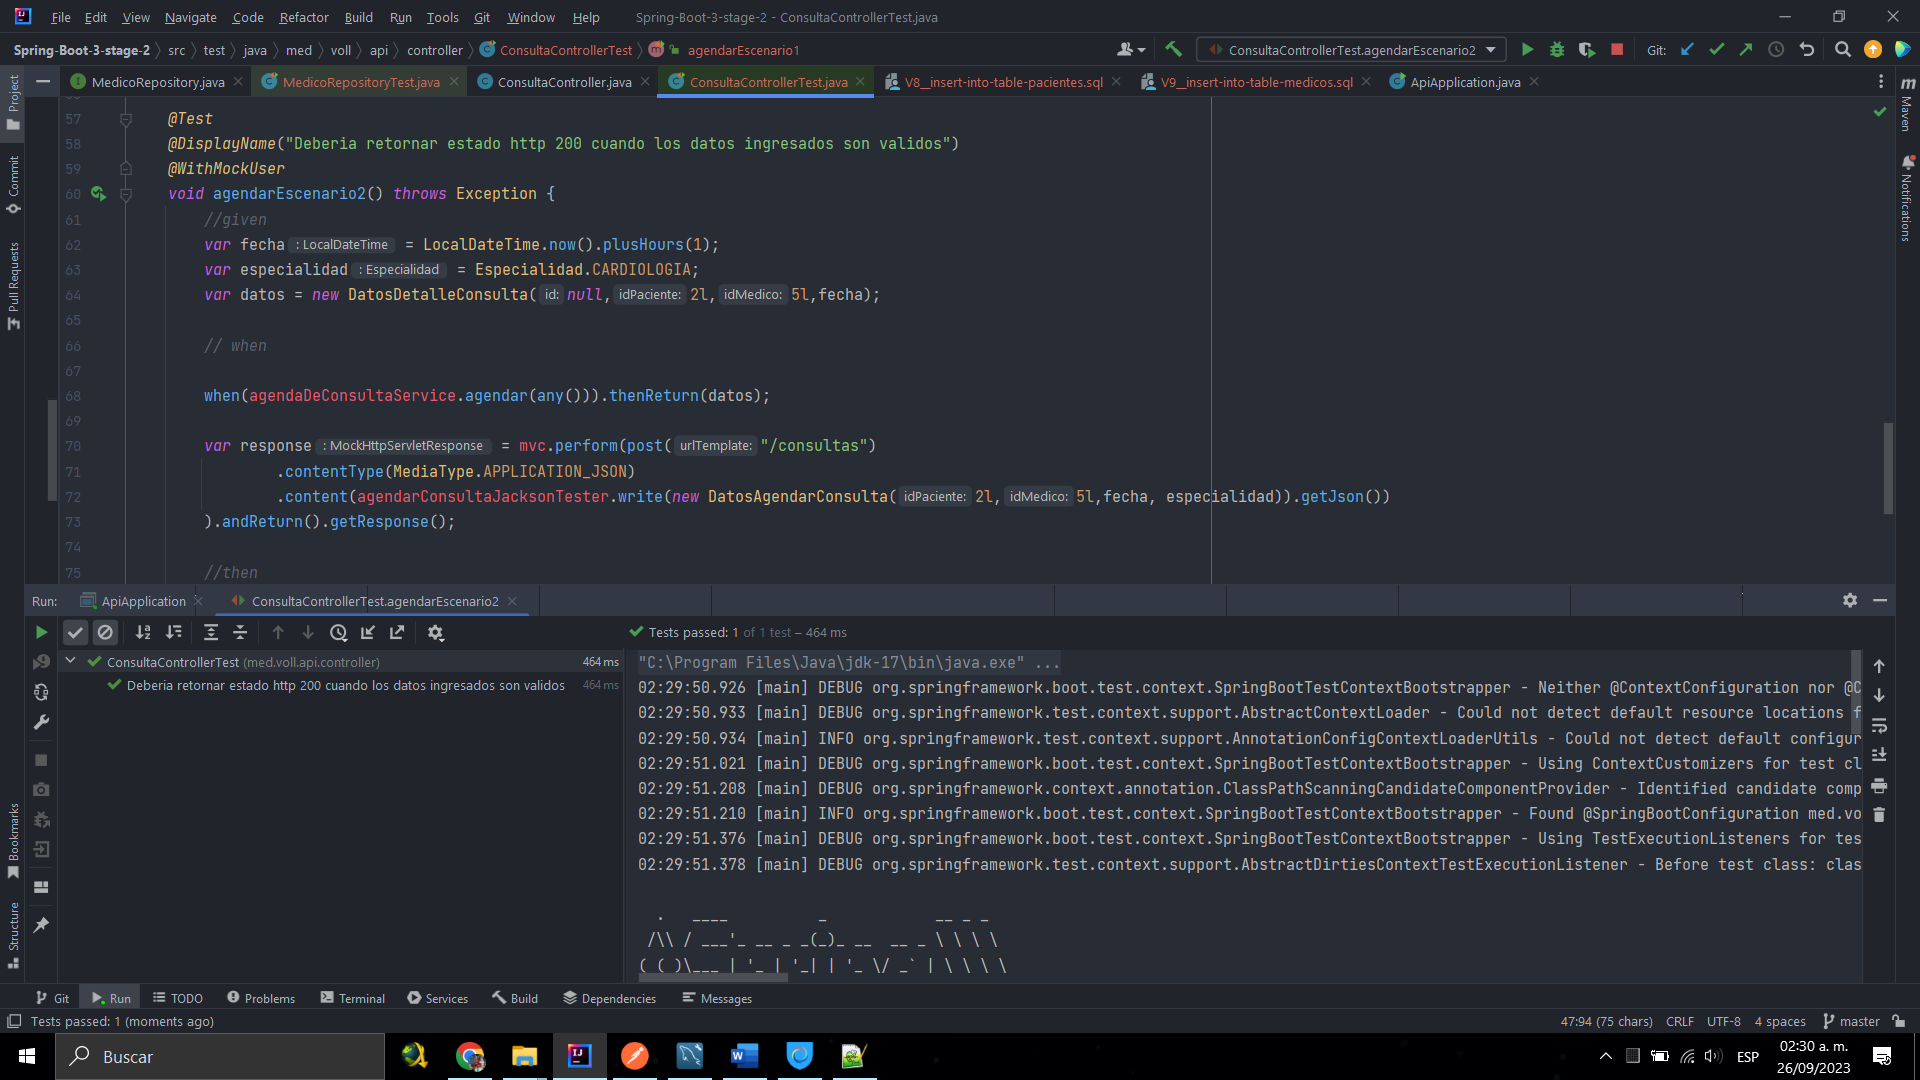 File Edit View Navigate Code Refactor Build Run Tools Git Window Help Spring-Boot-3-stage-2 - ConsultaControllerTest.java
Spring-Boot-3-stage-2 src test java med voll api controller ConsultaControllerTest agendarEscenario1 ConsultaControllerTest.agendarEscenario2 Git:
MedicoRepository.java MedicoRepositoryTest.java ConsultaController.java ConsultaControllerTest.java V8__insert-into-table-pacientes.sql V9__insert-into-table-medicos.sql ApiApplication.java
Project
Commit
Pull Requests
Bookmarks
Structure
Maven
Notifications
57 @Test
58 @DisplayName("Deberia retornar estado http 200 cuando los datos ingresados son validos")
59 @WithMockUser
60 void agendarEscenario2() throws Exception {
61 //given
62 var fecha : LocalDateTime = LocalDateTime.now().plusHours(1);
63 var especialidad : Especialidad = Especialidad.CARDIOLOGIA;
64 var datos = new DatosDetalleConsulta( id: null, idPaciente: 2l, idMedico: 5l,fecha);
65
66 // when
67
68 when(agendaDeConsultaService.agendar(any())).thenReturn(datos);
69
70 var response : MockHttpServletResponse = mvc.perform(post( urlTemplate: "/consultas")
71 .contentType(MediaType.APPLICATION_JSON)
72 .content(agendarConsultaJacksonTester.write(new DatosAgendarConsulta( idPaciente: 2l, idMedico: 5l,fecha, especialidad)).getJson())
73 ).andReturn().getResponse();
74
75 //then
Run: ApiApplication ConsultaControllerTest.agendarEscenario2
Tests passed: 1 of 1 test – 464 ms
ConsultaControllerTest (med.voll.api.controller) 464 ms
Deberia retornar estado http 200 cuando los datos ingresados son validos 464 ms
"C:\Program Files\Java\jdk-17\bin\java.exe" ...
02:29:50.926 [main] DEBUG org.springframework.boot.test.context.SpringBootTestContextBootstrapper - Neither @ContextConfiguration nor @C
02:29:50.933 [main] DEBUG org.springframework.test.context.support.AbstractContextLoader - Could not detect default resource locations f
02:29:50.934 [main] INFO org.springframework.test.context.support.AnnotationConfigContextLoaderUtils - Could not detect default configur
02:29:51.021 [main] DEBUG org.springframework.boot.test.context.SpringBootTestContextBootstrapper - Using ContextCustomizers for test cl
02:29:51.208 [main] DEBUG org.springframework.context.annotation.ClassPathScanningCandidateComponentProvider - Identified candidate comp
02:29:51.210 [main] INFO org.springframework.boot.test.context.SpringBootTestContextBootstrapper - Found @SpringBootConfiguration med.vo
02:29:51.376 [main] DEBUG org.springframework.boot.test.context.SpringBootTestContextBootstrapper - Using TestExecutionListeners for tes
02:29:51.378 [main] DEBUG org.springframework.test.context.support.AbstractDirtiesContextTestExecutionListener - Before test class: clas
  .   ____          _            __ _ _
 /\\ / ___'_ __ _ _(_)_ __  __ _ \ \ \ \
( ( )\___ | '_ | '_| | '_ \/ _` | \ \ \ \
Git Run TODO Problems Terminal Services Build Dependencies Messages
Tests passed: 1 (moments ago) 47:94 (75 chars) CRLF UTF-8 4 spaces master
Buscar ESP 02:30 a. m.
26/09/2023